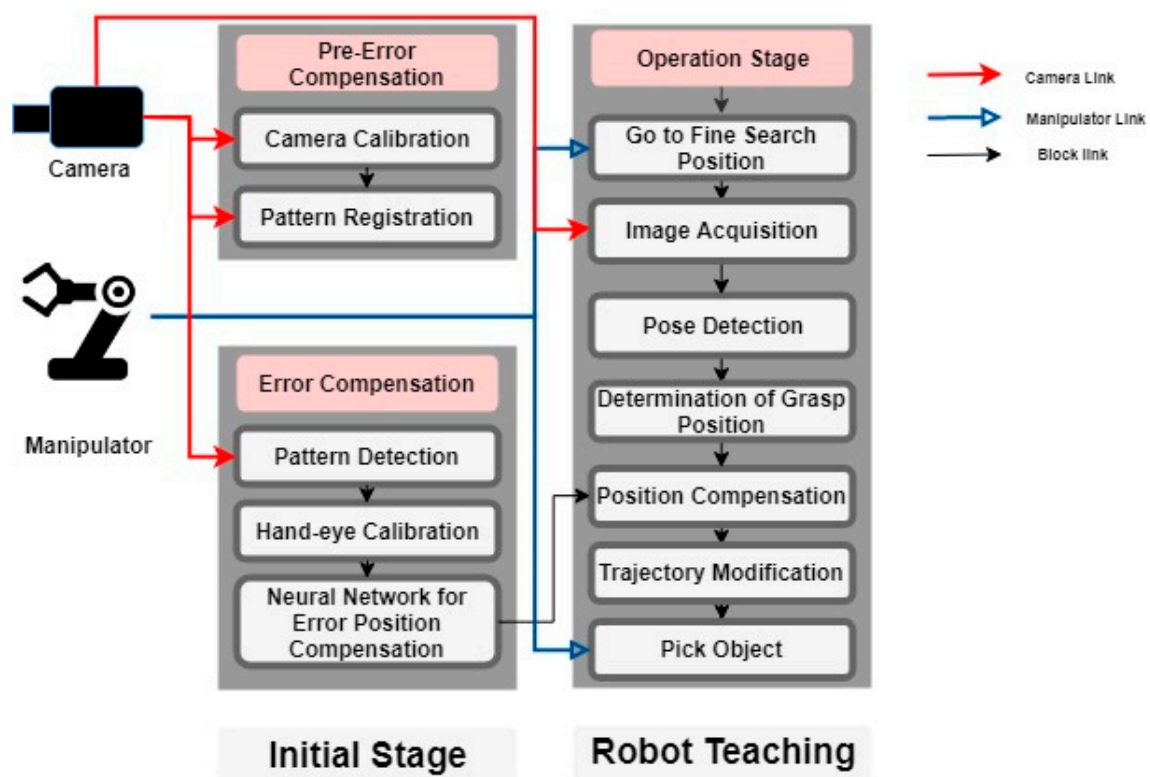 Camera
Manipulator
Pre-Error
Compensation
Camera Calibration
Pattern Registration
Error Compensation
Pattern Detection
Hand-eye Calibration
Neural Network for
Error Position
Compensation
Initial Stage
Operation Stage
Go to Fine Search
Position
Image Acquisition
Pose Detection
Determination of Grasp
Position
Position Compensation
Trajectory Modification
Pick Object
Robot Teaching
Camera Link
Manipulator Link
Block link